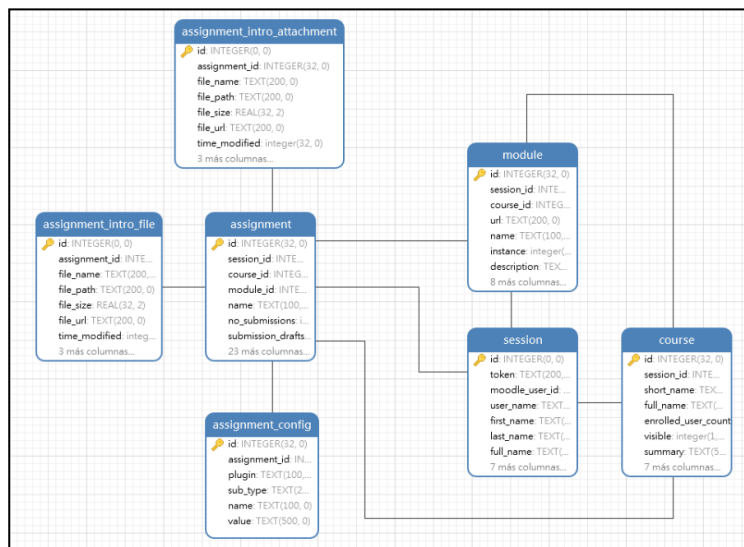 assignment_intro_attachment
id: INTEGER(0, 0)
assignment_id: INTEGER(32, 0)
file_name: TEXT(200, 0)
file_path: TEXT(200, 0)
file_size: REAL(32, 2)
file_url: TEXT(200, 0)
time_modified: integer(32, 0)
3 más columnas...
module
id: INTEGER(32, 0)
session_id: INTE...
course_id: INTEG...
url: TEXT(200, 0)
name: TEXT(100,...
instance: integer(...
description: TEX...
8 más columnas...
assignment_intro_file
id: INTEGER(0, 0)
assignment_id: INTE...
file_name: TEXT(200,...
file_path: TEXT(200, 0)
file_size: REAL(32, 2)
file_url: TEXT(200, 0)
time_modified: integ...
3 más columnas...
assignment
id: INTEGER(32, 0)
session_id: INTE...
course_id: INTEG...
module_id: INTE...
name: TEXT(100,...
no_submissions: i...
submission_drafts...
23 más columnas...
session
id: INTEGER(0, 0)
token: TEXT(200,...
moodle_user_id: ...
user_name: TEXT...
first_name: TEXT(...
last_name: TEXT(...
full_name: TEXT(...
7 más columnas...
course
id: INTEGER(32, 0)
session_id: INTE...
short_name: TEX...
full_name: TEXT(...
enrolled_user_count
visible: integer(1,...
summary: TEXT(5...
7 más columnas...
assignment_config
id: INTEGER(32, 0)
assignment_id: IN...
plugin: TEXT(100,...
sub_type: TEXT(2...
name: TEXT(100, 0)
value: TEXT(500, 0)